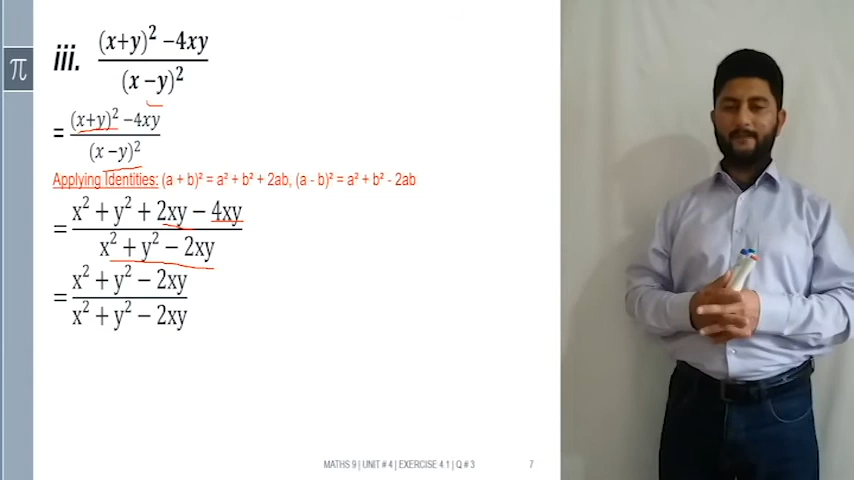 π
iii. (x+y)² −4xy / (x −y)²
= (x+y)² −4xy / (x −y)²
Applying Identities: (a + b)² = a² + b² + 2ab, (a - b)² = a² + b² - 2ab
= x² + y² + 2xy − 4xy / x² + y² − 2xy
= x² + y² − 2xy / x² + y² − 2xy
MATHS 9 | UNIT # 4 | EXERCISE 4.1 | Q # 3 7